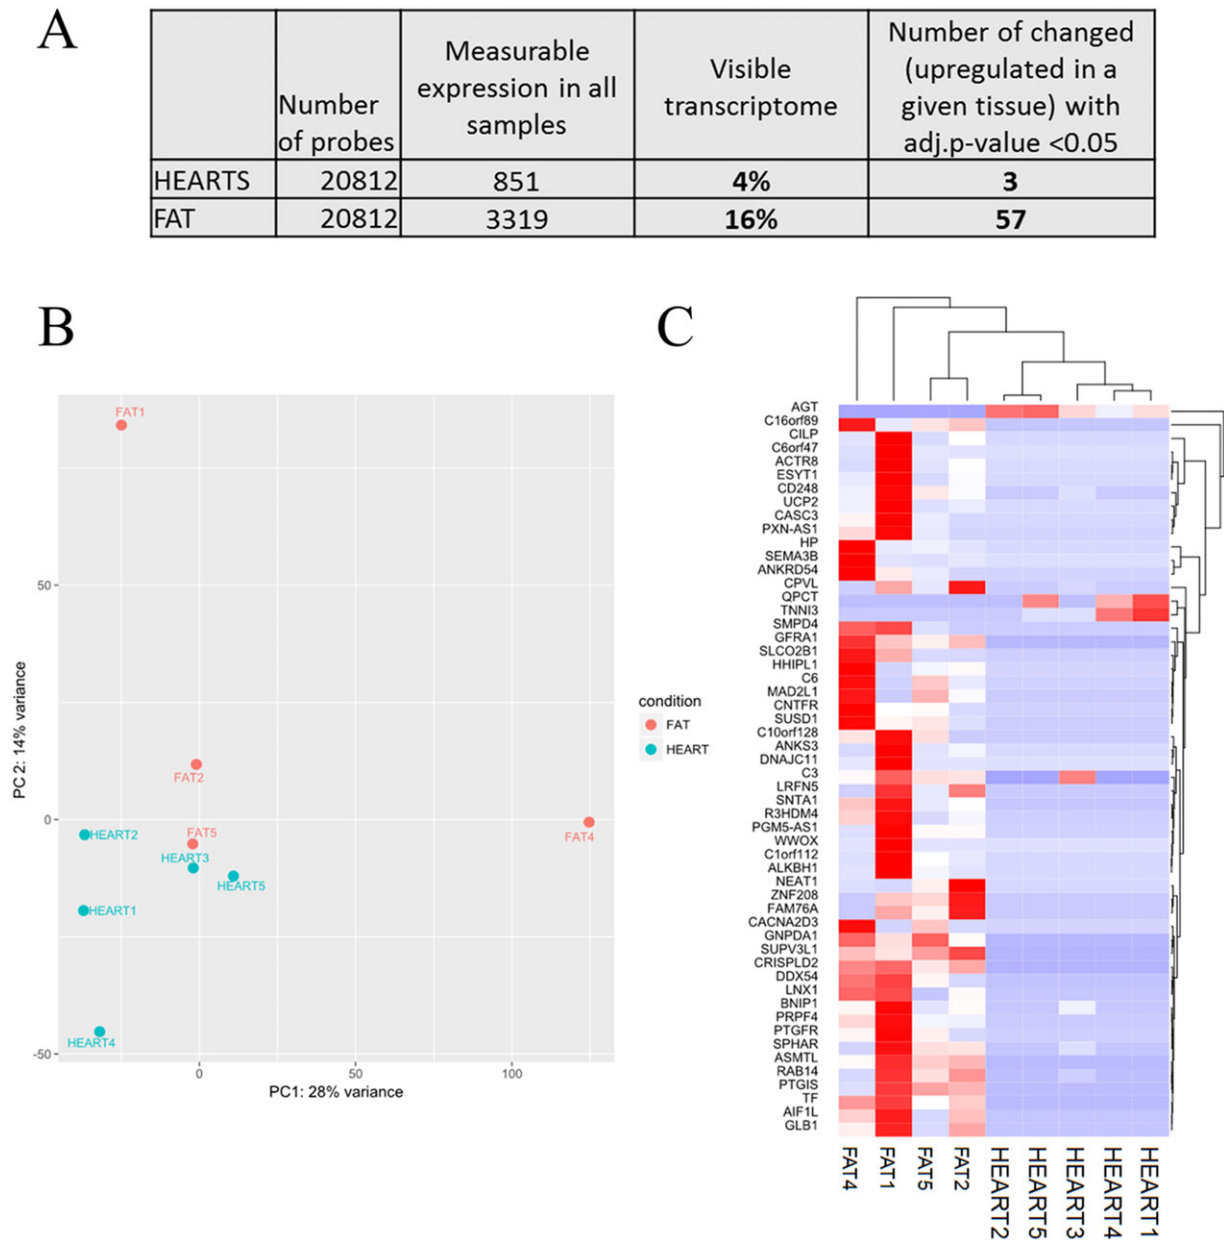 A
Number of probes
Measurable expression in all samples
Visible transcriptome
Number of changed (upregulated in a given tissue) with adj.p-value <0.05
HEARTS 20812 851 4% 3
FAT 20812 3319 16% 57
B
FAT1
FAT2
FAT5
FAT4
HEART2
HEART3
HEART5
HEART1
HEART4
50
0
-50
0
50
100
PC 2: 14% variance
PC1: 28% variance
condition
FAT
HEART
C
AGT
C16orf89
CILP
C6orf47
ACTR8
ESYT1
CD248
UCP2
CASC3
PXN-AS1
HP
SEMA3B
ANKRD54
CPVL
QPCT
TNNI3
SMPD4
GFRA1
SLCO2B1
HHIPL1
C6
MAD2L1
CNTFR
SUSD1
C10orf128
ANKS3
DNAJC11
C3
LRFN5
SNTA1
R3HDM4
PGM5-AS1
WWOX
C1orf112
ALKBH1
NEAT1
ZNF208
FAM76A
CACNA2D3
GNPDA1
SUPV3L1
CRISPLD2
DDX54
LNX1
BNIP1
PRPF4
PTGFR
SPHAR
ASMTL
RAB14
PTGIS
TF
AIF1L
GLB1
FAT4
FAT1
FAT5
FAT2
HEART2
HEART5
HEART3
HEART4
HEART1